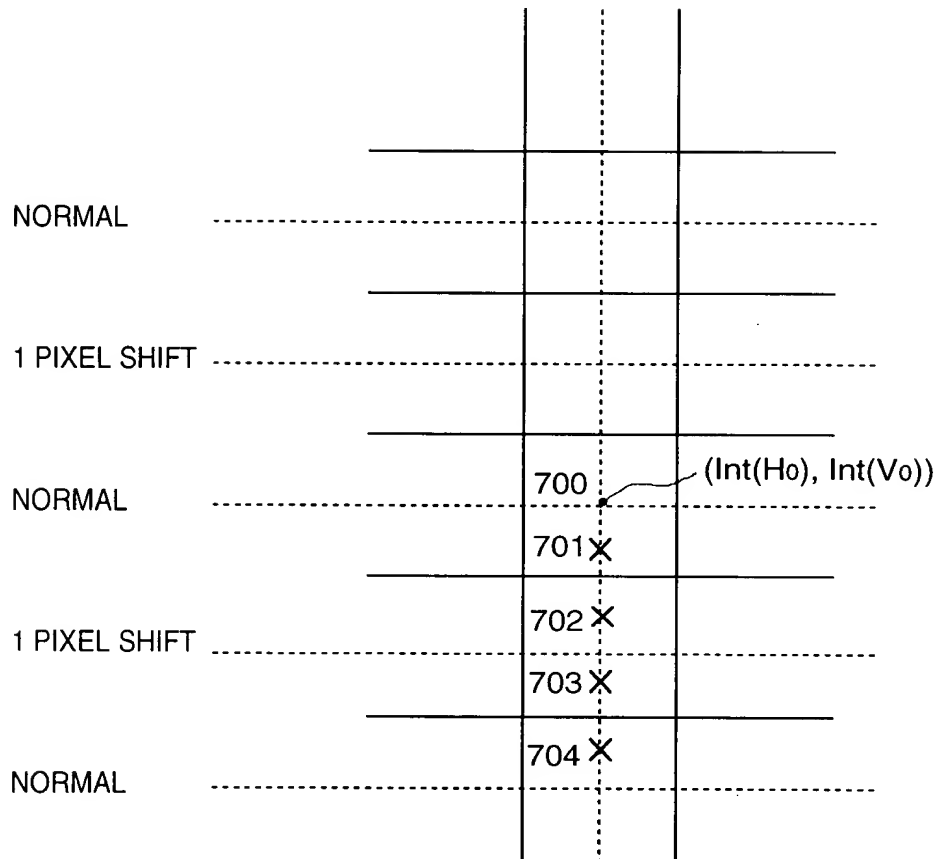 NORMAL
1 PIXEL SHIFT
700
(Int(H0), Int(V0))
NORMAL
701
702
1 PIXEL SHIFT
703
704
NORMAL